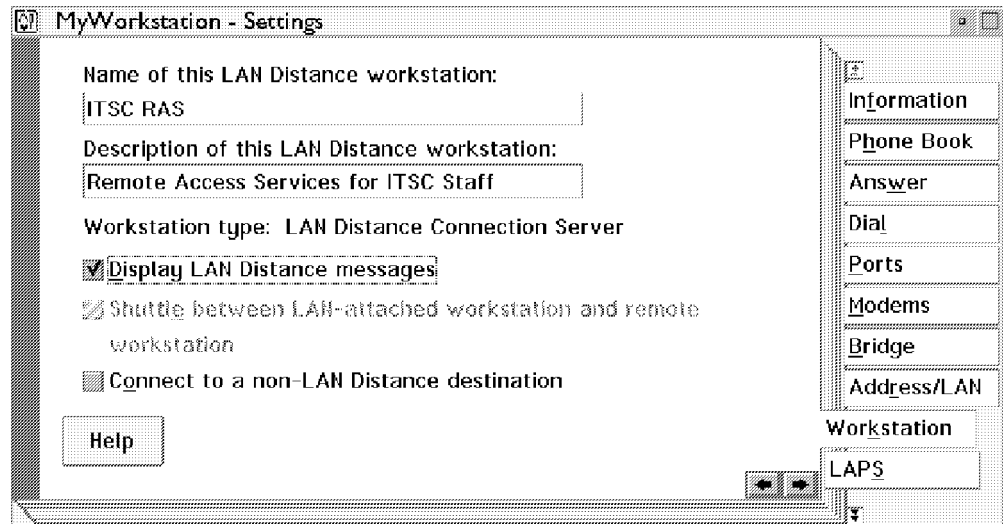 MyWorkstation - Settings
Name of this LAN Distance workstation:
ITSC RAS
Description of this LAN Distance workstation:
Remote Access Services for ITSC Staff
Workstation type: LAN Distance Connection Server
Display LAN Distance messages
Shuttle between LAN-attached workstation and remote
workstation
Connect to a non-LAN Distance destination
Help
Information
Phone Book
Answer
Dial
Ports
Modems
Bridge
Address/LAN
Workstation
LAPS